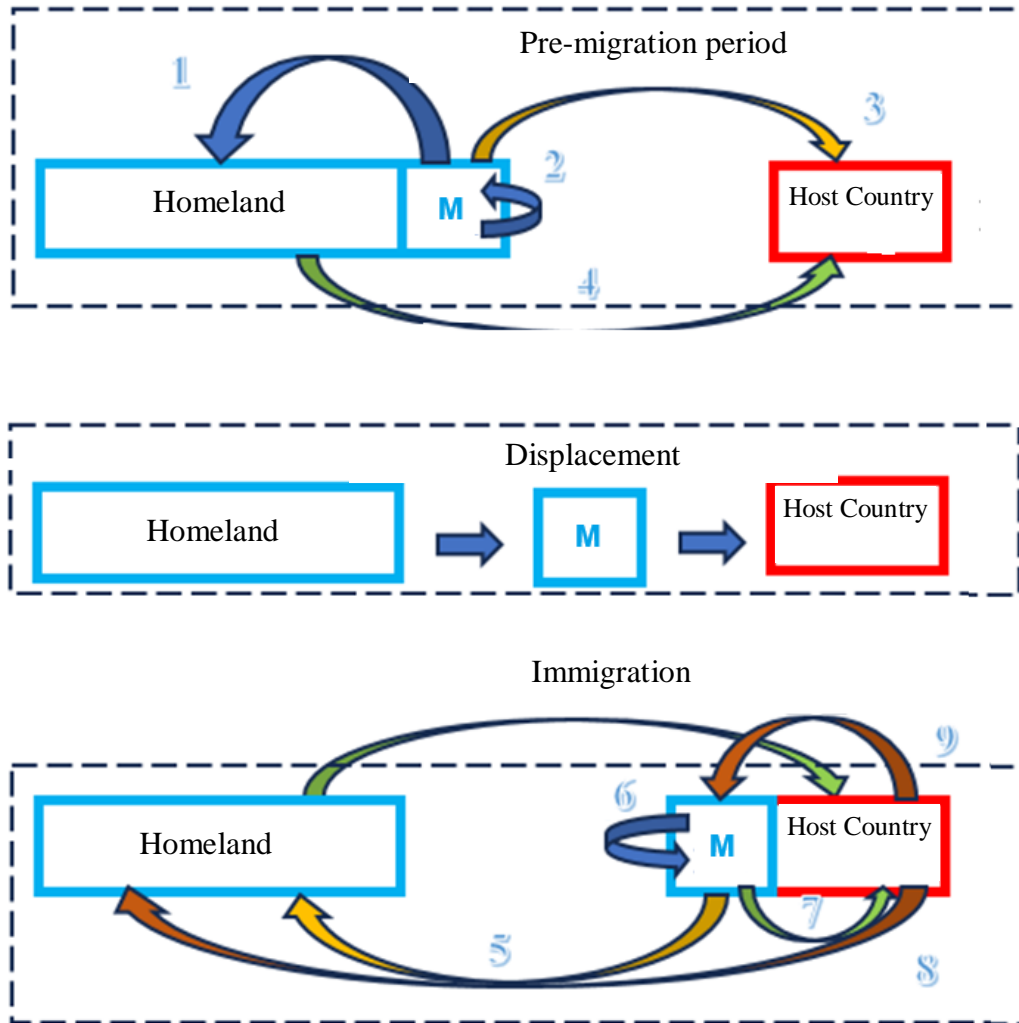 Pre-migration period
1
3
2
Homeland
M
Host Country
4
Displacement
Homeland
M
Host Country
Immigration
9
6
Homeland
M
Host Country
7
5
8